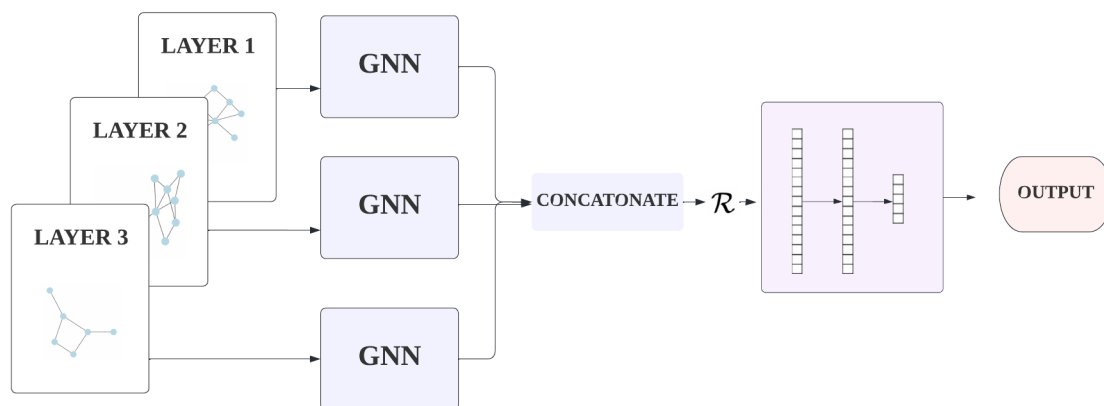 LAYER 1
GNN
LAYER 2
GNN
CONCATONATE
ℛ
OUTPUT
LAYER 3
GNN